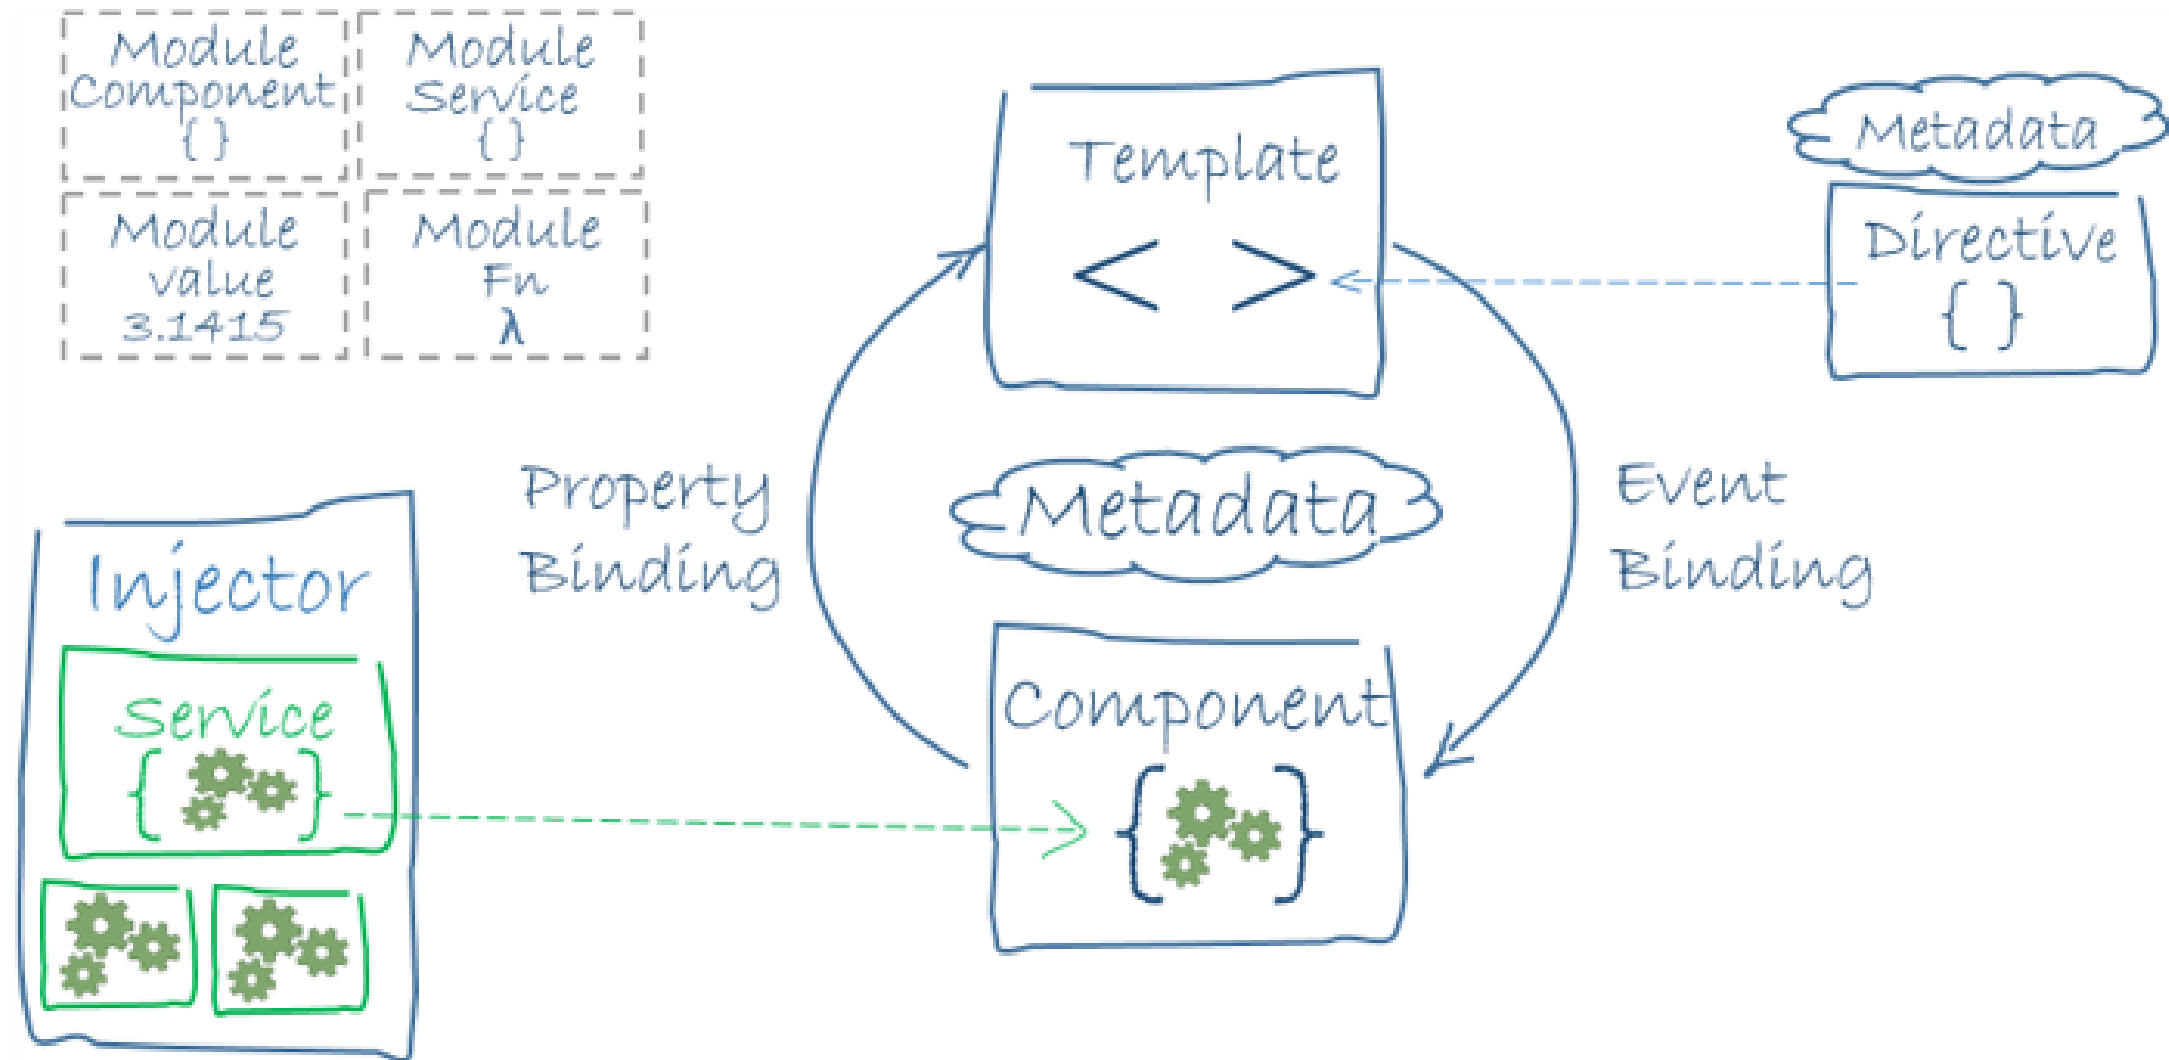 Module
Component
{ }
Module
Service
{ }
Module
value
3.1415
Module
Fn
λ
Template
< >
Metadata
Directive
{ }
Property
Binding
Metadata
Event
Binding
Injector
Service
{ }
Component
{ }